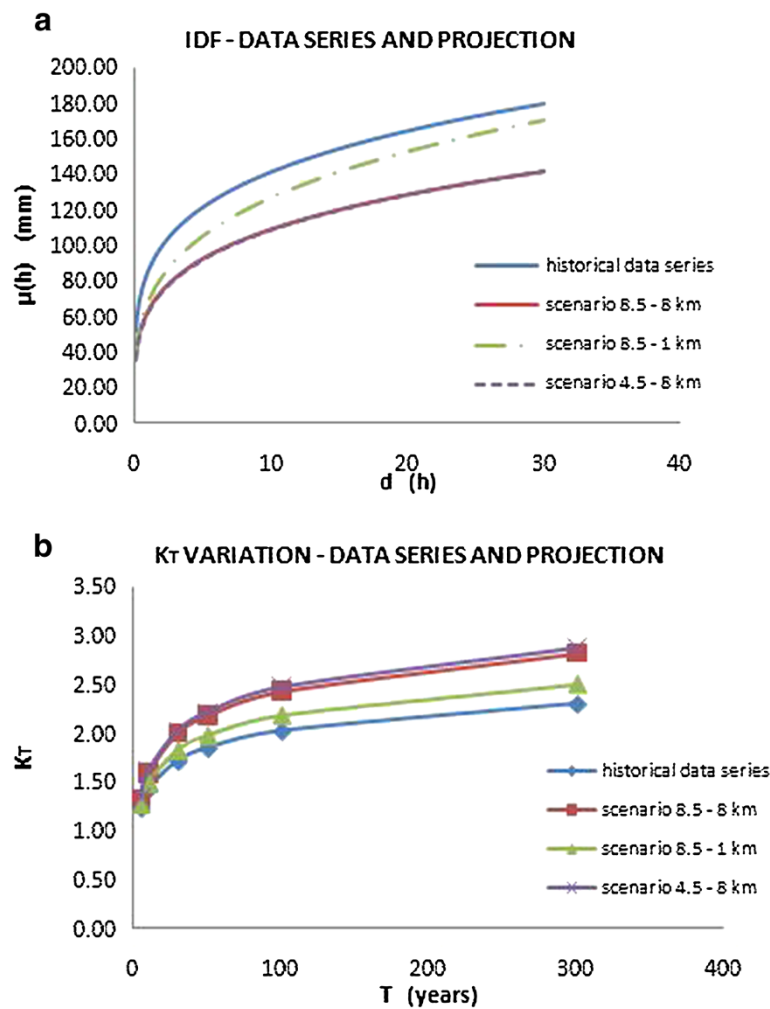 a
IDF - DATA SERIES AND PROJECTION
200.00
180.00
160.00
140.00
120.00
100.00
80.00
60.00
40.00
20.00
0.00
μ(h) (mm)
0 10 20 30 40
d (h)
historical data series
scenario 8.5 - 8 km
scenario 8.5 - 1 km
scenario 4.5 - 8 km
b
KT VARIATION - DATA SERIES AND PROJECTION
3.50
3.00
2.50
2.00
1.50
1.00
0.50
0.00
KT
0 100 200 300 400
T (years)
historical data series
scenario 8.5 - 8 km
scenario 8.5 - 1 km
scenario 4.5 - 8 km